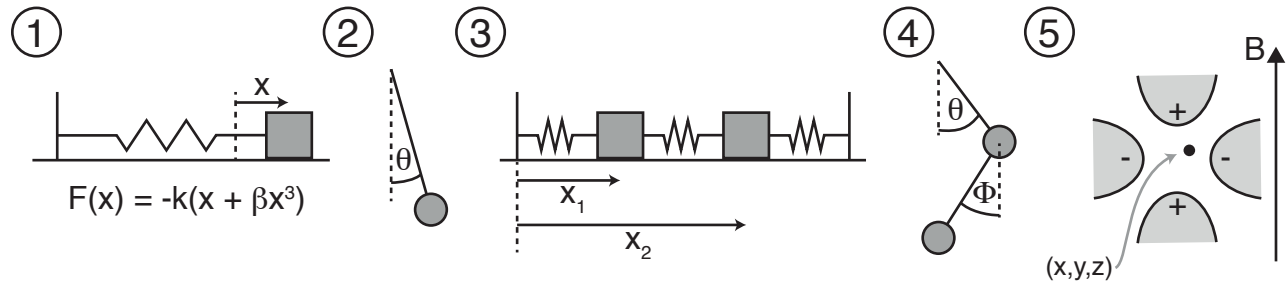 1
2
3
4
5
x
F(x) = -k(x + βx³)
θ
x₁
x₂
θ
Φ
B
+
-
-
+
(x,y,z)